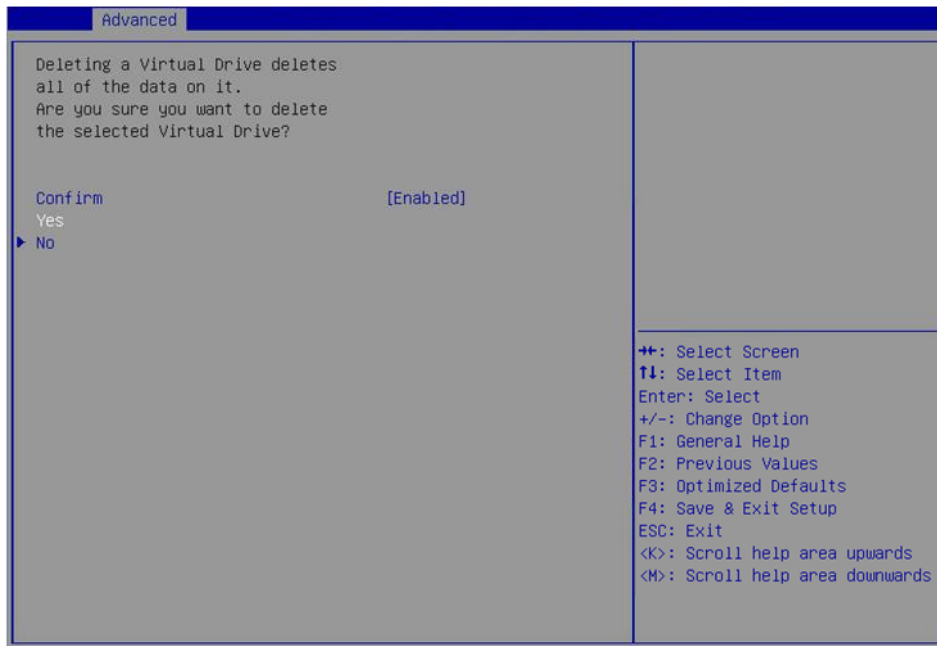 Advanced
Deleting a Virtual Drive deletes
all of the data on it.
Are you sure you want to delete
the selected Virtual Drive?
Confirm [Enabled]
Yes
No
→←: Select Screen
↑↓: Select Item
Enter: Select
+/-: Change Option
F1: General Help
F2: Previous Values
F3: Optimized Defaults
F4: Save & Exit Setup
ESC: Exit
<K>: Scroll help area upwards
<M>: Scroll help area downwards